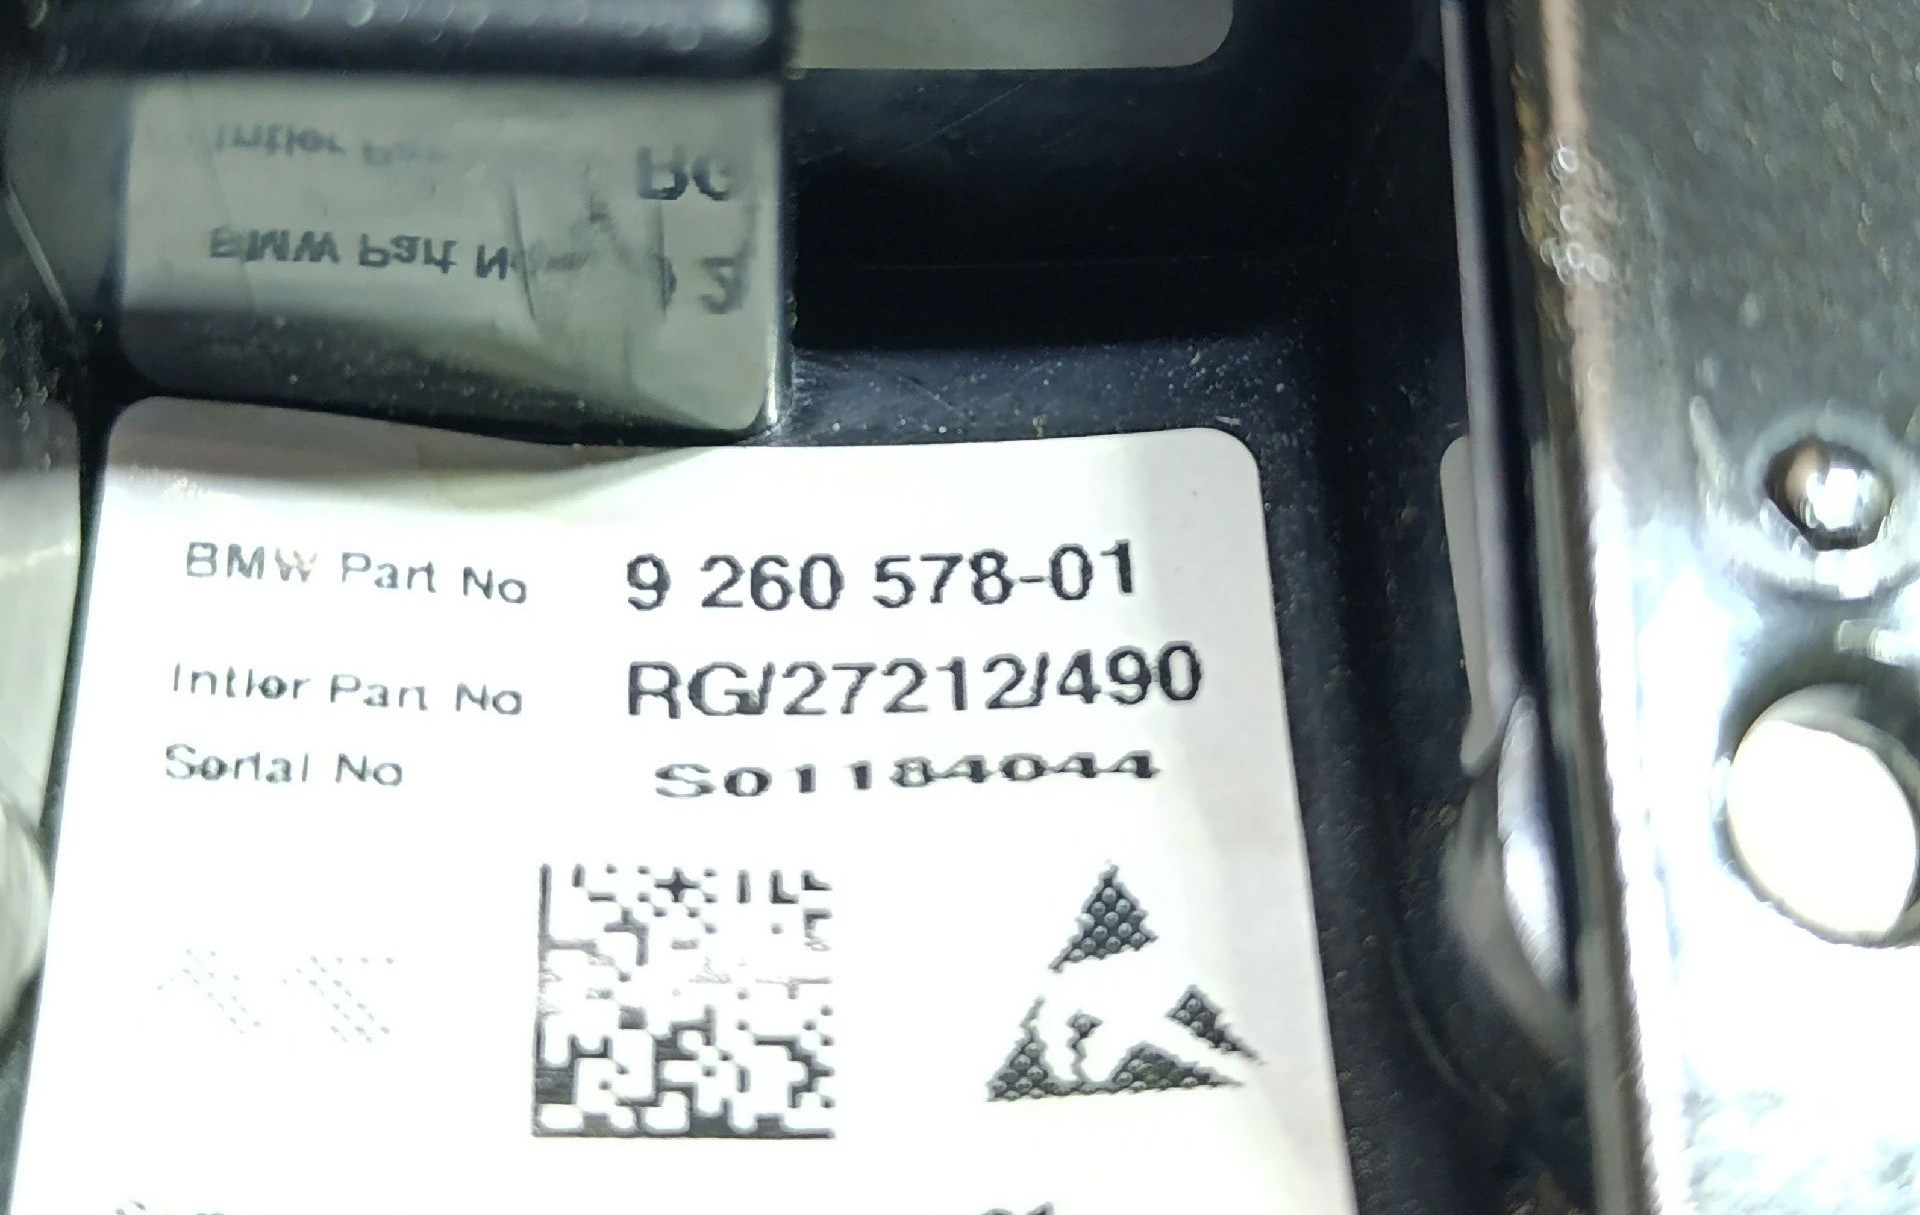 BMW Part No 9 260 578-01
Intier Part No RG/27212/490
Serial No S01184044